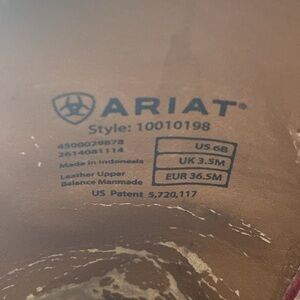 ARIAT
Style: 10010198
4500029878
2614081114
Made in Indonesia
Leather Upper
Balance Manmade
US 6B
UK 3.5M
EUR 36.5M
US Patent 5,720,117